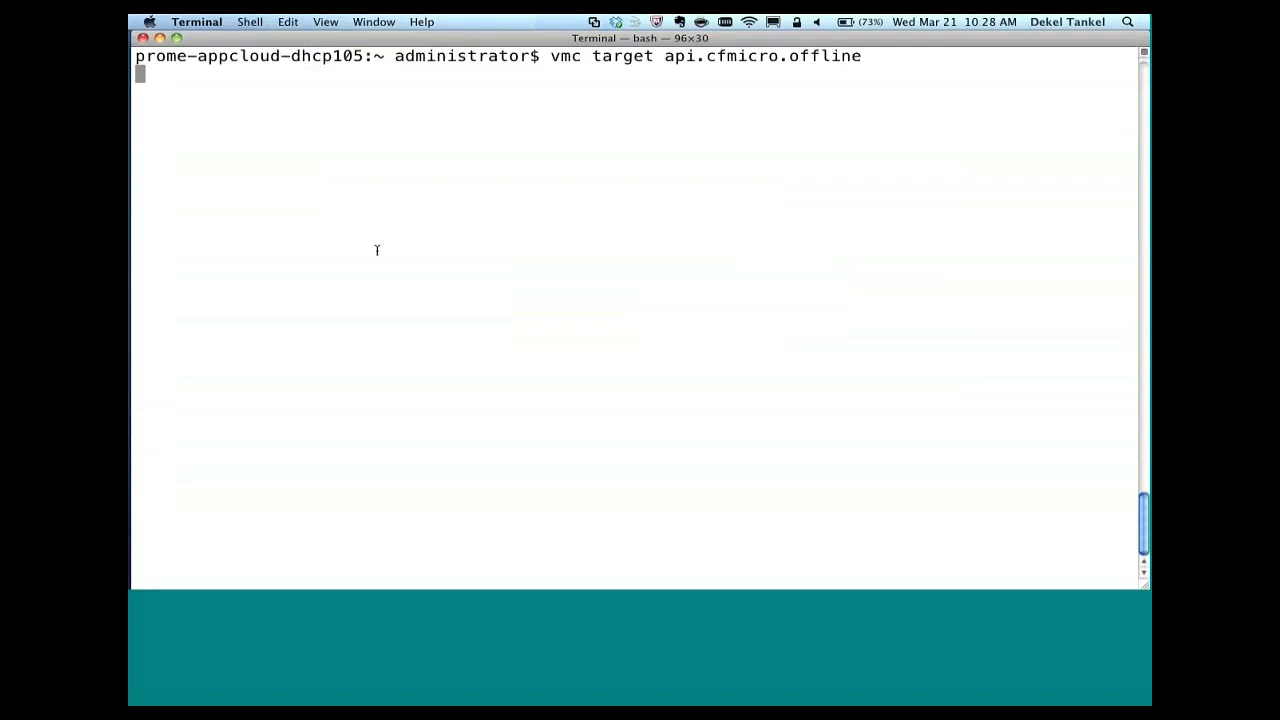 Terminal Shell Edit View Window Help (73%) Wed Mar 21 10:28 AM Dekel Tankel
Terminal — bash — 96×30
prome-appcloud-dhcp105:~ administrator$ vmc target api.cfmicro.offline